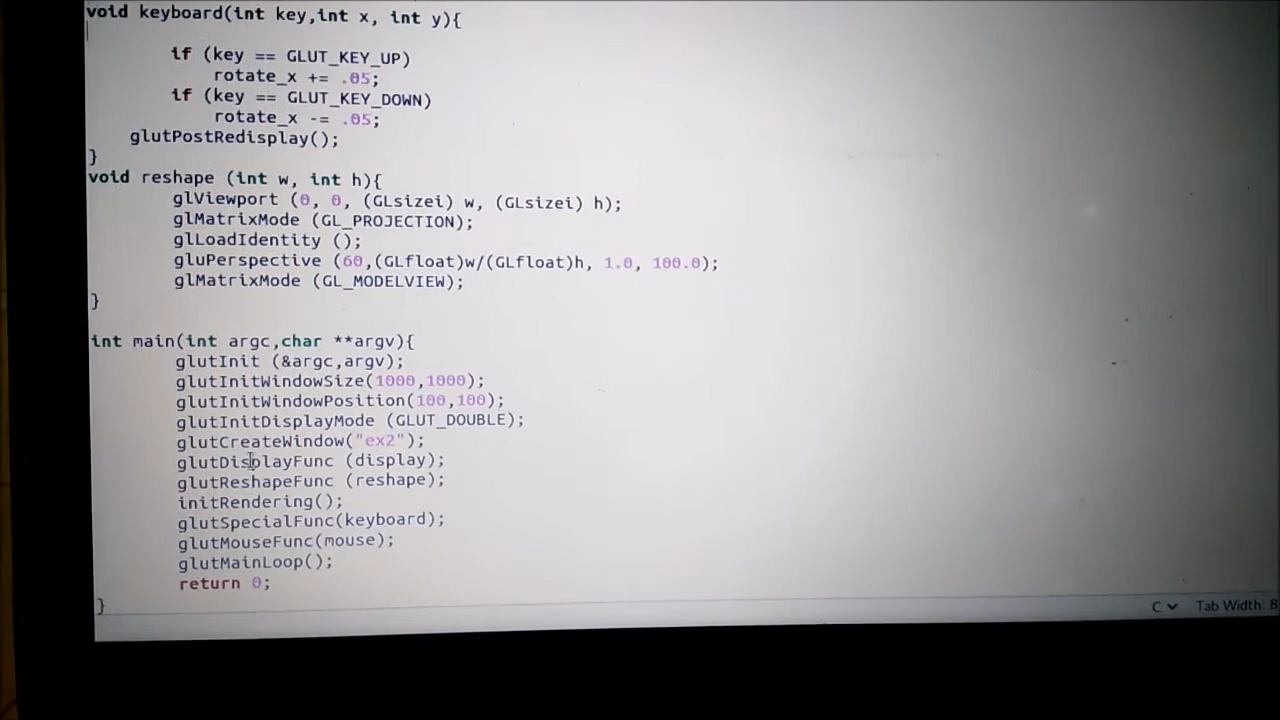 void keyboard(int key,int x, int y){
if (key == GLUT_KEY_UP)
rotate_x += .05;
if (key == GLUT_KEY_DOWN)
rotate_x -= .05;
glutPostRedisplay();
}
void reshape (int w, int h){
glViewport (0, 0, (GLsizei) w, (GLsizei) h);
glMatrixMode (GL_PROJECTION);
glLoadIdentity ();
gluPerspective (60,(GLfloat)w/(GLfloat)h, 1.0, 100.0);
glMatrixMode (GL_MODELVIEW);
}
int main(int argc,char **argv){
glutInit (&argc,argv);
glutInitWindowSize(1000,1000);
glutInitWindowPosition(100,100);
glutInitDisplayMode (GLUT_DOUBLE);
glutCreateWindow("ex2");
glutDisplayFunc (display);
glutReshapeFunc (reshape);
initRendering();
glutSpecialFunc(keyboard);
glutMouseFunc(mouse);
glutMainLoop();
return 0;
}
C Tab Width: 8